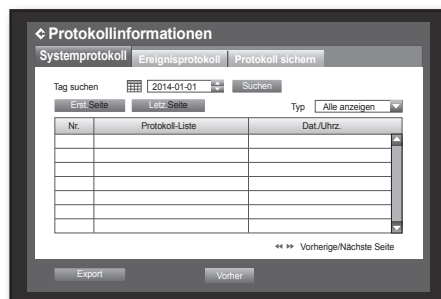 Protokollinformationen
Systemprotokoll Ereignisprotokoll Protokoll sichern
Tag suchen 2014-01-01 Suchen
Erst.Seite Letz.Seite Typ Alle anzeigen
Nr. Protokoll-Liste Dat./Uhrz.
Vorherige/Nächste Seite
Export Vorher